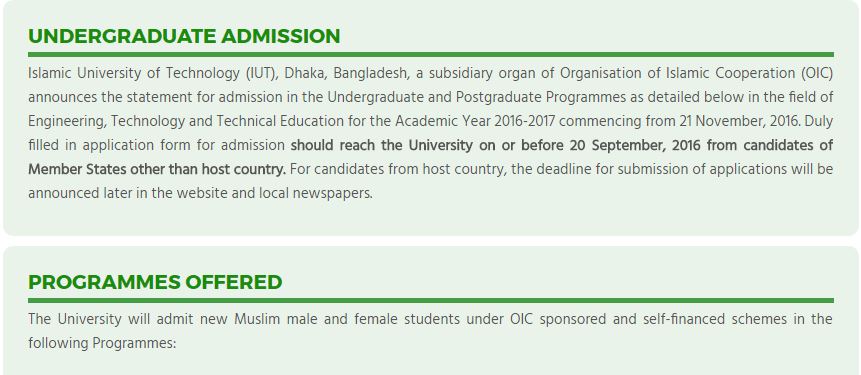 UNDERGRADUATE ADMISSION
Islamic University of Technology (IUT), Dhaka, Bangladesh, a subsidiary organ of Organisation of Islamic Cooperation (OIC)
announces the statement for admission in the Undergraduate and Postgraduate Programmes as detailed below in the field of
Engineering, Technology and Technical Education for the Academic Year 2016-2017 commencing from 21 November, 2016. Duly
filled in application form for admission should reach the University on or before 20 September, 2016 from candidates of
Member States other than host country. For candidates from host country, the deadline for submission of applications will be
announced later in the website and local newspapers.
PROGRAMMES OFFERED
The University will admit new Muslim male and female students under OIC sponsored and self-financed schemes in the
following Programmes: